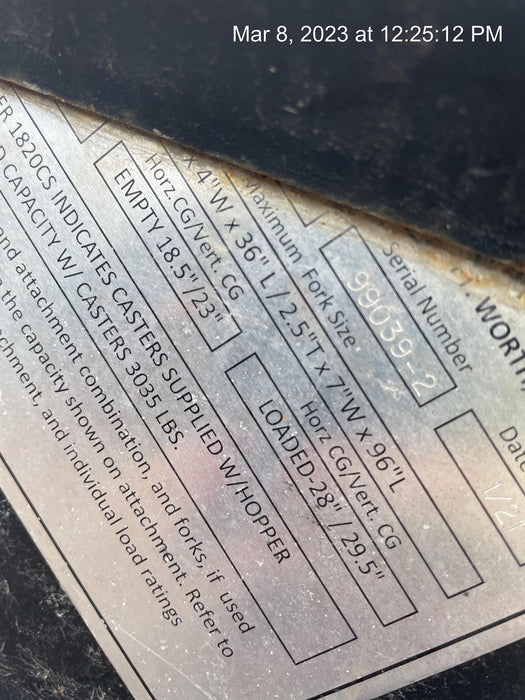 Mar 8, 2023 at 12:25:12 PM
FT. WORTH
Serial Number
99039-2
1/21
Maximum Fork Size
x 4"W x 36" L / 2.5"T x 7"W x 96"L
Horz.CG/Vert. CG
Horz CG/Vert. CG
EMPTY 18.5"/23"
LOADED-28" / 29.5"
1820CS INDICATES CASTERS SUPPLIED W/HOPPER
CAPACITY W/ CASTERS 3035 LBS.
and attachment combination, and forks, if used
the capacity shown on attachment. Refer to
and individual load ratings